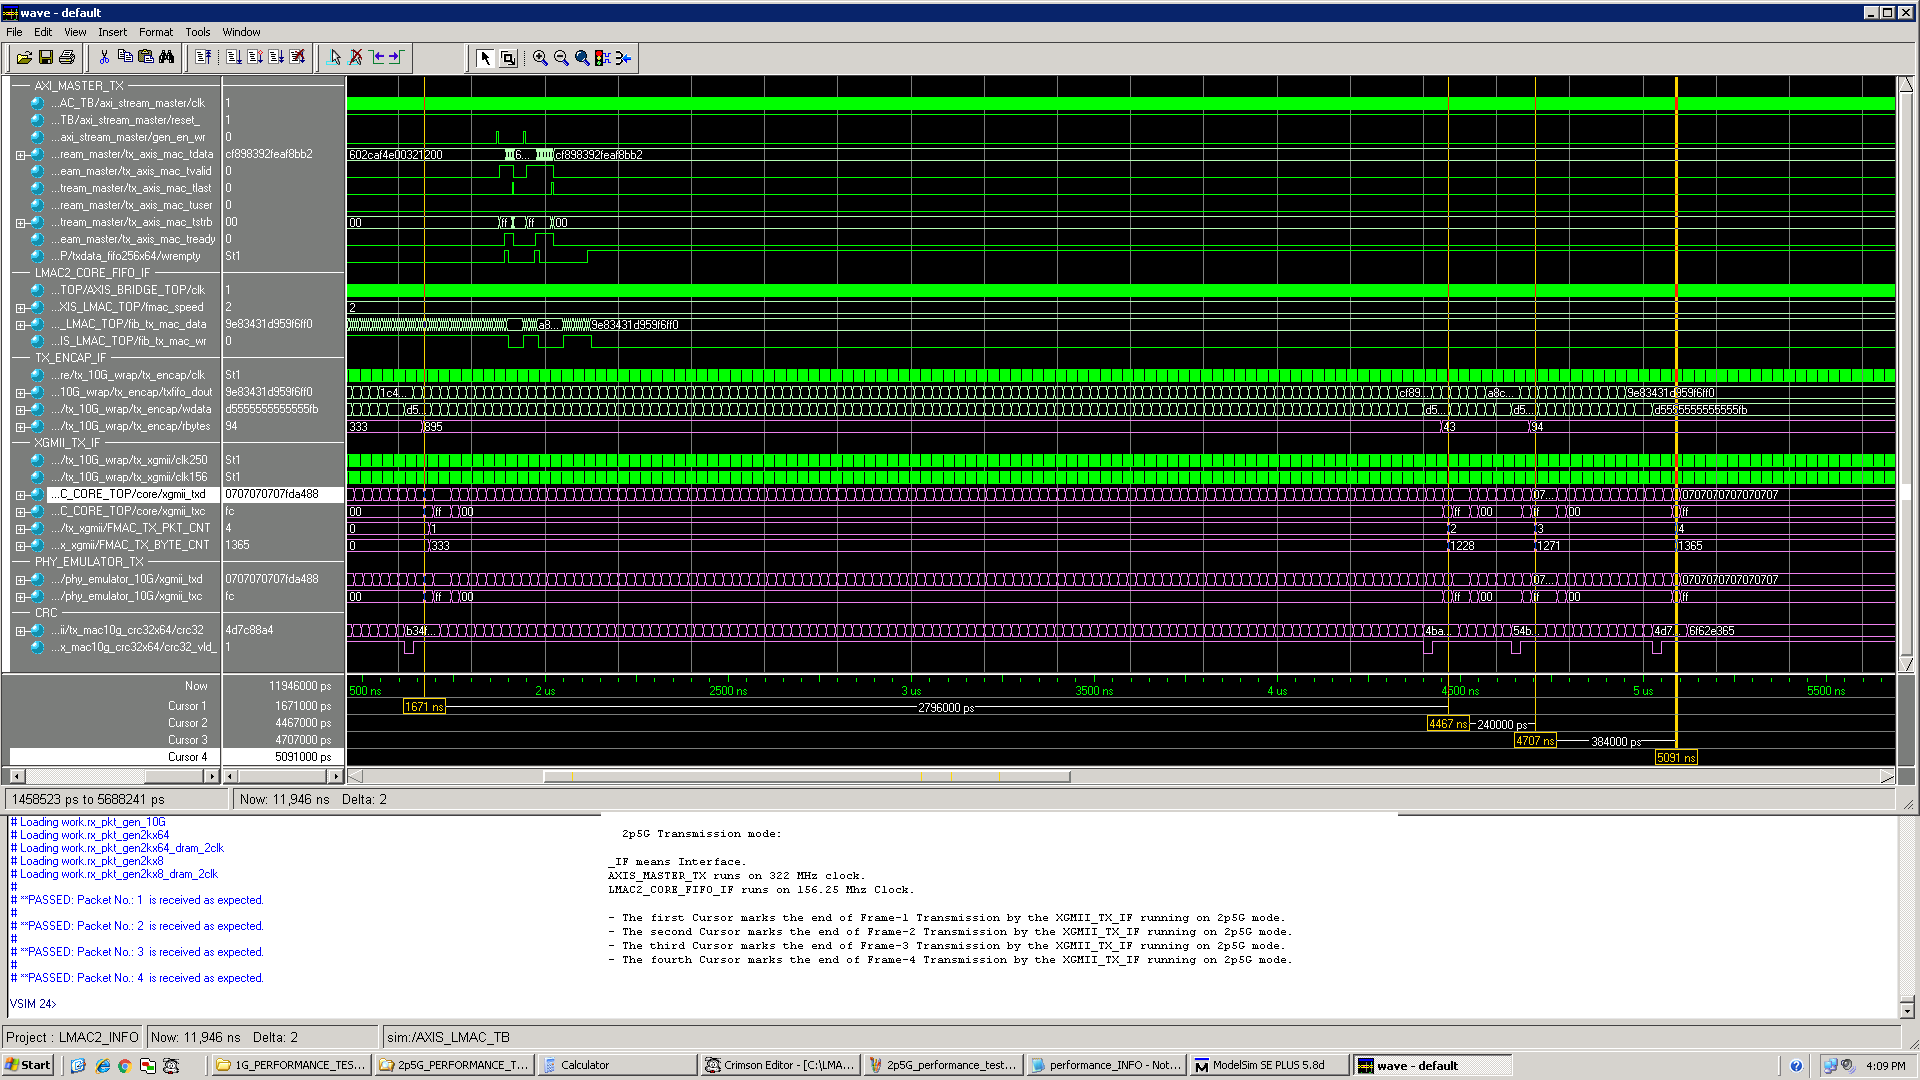 wave - default
File Edit View Insert Format Tools Window
AXI_MASTER_TX
...AC_TB/axi_stream_master/clk 1
...TB/axi_stream_master/reset_ 1
...axi_stream_master/gen_en_wr 0
...ream_master/tx_axis_mac_tdata cf898392feaf8bb2 602caf4e00321200 6... cf898392feaf8bb2
...eam_master/tx_axis_mac_tvalid 0
...tream_master/tx_axis_mac_tlast 0
...ream_master/tx_axis_mac_tuser 0
...tream_master/tx_axis_mac_tstrb 00 00 ff ff 00
...eam_master/tx_axis_mac_tready 0
...P/txdata_fifo256x64/wrempty St1
LMAC2_CORE_FIFO_IF
...TOP/AXIS_BRIDGE_TOP/clk 1
...XIS_LMAC_TOP/fmac_speed 2 2
..._LMAC_TOP/fib_tx_mac_data 9e83431d959f6ff0 a8... 9e83431d959f6ff0
...IS_LMAC_TOP/fib_tx_mac_wr 0
TX_ENCAP_IF
...re/tx_10G_wrap/tx_encap/clk St1
...10G_wrap/tx_encap/txfifo_dout 9e83431d959f6ff0 1c4... cf89... a8c... 9e83431d959f6ff0
.../tx_10G_wrap/tx_encap/wdata d5555555555555fb d5... d5... d5... d5555555555555fb
.../tx_10G_wrap/tx_encap/rbytes 94 333 895 43 94
XGMII_TX_IF
.../tx_10G_wrap/tx_xgmii/clk250 St1
.../tx_10G_wrap/tx_xgmii/clk156 St1
...C_CORE_TOP/core/xgmii_txd 0707070707fda488 07... 0707070707070707
...C_CORE_TOP/core/xgmii_txc fc 00 ff 00 ff 00 ff 00 ff
.../tx_xgmii/FMAC_TX_PKT_CNT 4 0 1 2 3 4
...x_xgmii/FMAC_TX_BYTE_CNT 1365 0 333 1228 1271 1365
PHY_EMULATOR_TX
.../phy_emulator_10G/xgmii_txd 0707070707fda488 07... 0707070707070707
.../phy_emulator_10G/xgmii_txc fc 00 ff 00 ff 00 ff 00 ff
CRC
...ii/tx_mac10g_crc32x64/crc32 4d7c88a4 b34f... 4ba... 54b... 4d7... 6f62e365
...x_mac10g_crc32x64/crc32_vld_ 1
Now 11946000 ps 500 ns 2 us 2500 ns 3 us 3500 ns 4 us 4500 ns 5 us 5500 ns
Cursor 1 1671000 ps 1671 ns 2796000 ps
Cursor 2 4467000 ps 4467 ns 240000 ps
Cursor 3 4707000 ps 4707 ns 384000 ps
Cursor 4 5091000 ps 5091 ns
1458523 ps to 5688241 ps Now: 11,946 ns Delta: 2
# Loading work.rx_pkt_gen_10G
# Loading work.rx_pkt_gen2kx64
# Loading work.rx_pkt_gen2kx64_dram_2clk
# Loading work.rx_pkt_gen2kx8
# Loading work.rx_pkt_gen2kx8_dram_2clk
#
# **PASSED: Packet No.: 1 is received as expected.
#
# **PASSED: Packet No.: 2 is received as expected.
#
# **PASSED: Packet No.: 3 is received as expected.
#
# **PASSED: Packet No.: 4 is received as expected.
VSIM 24>
2p5G Transmission mode:
_IF means Interface.
AXIS_MASTER_TX runs on 322 MHz clock.
LMAC2_CORE_FIFO_IF runs on 156.25 Mhz Clock.
- The first Cursor marks the end of Frame-1 Transmission by the XGMII_TX_IF running on 2p5G mode.
- The second Cursor marks the end of Frame-2 Transmission by the XGMII_TX_IF running on 2p5G mode.
- The third Cursor marks the end of Frame-3 Transmission by the XGMII_TX_IF running on 2p5G mode.
- The fourth Cursor marks the end of Frame-4 Transmission by the XGMII_TX_IF running on 2p5G mode.
Project : LMAC2_INFO Now: 11,946 ns Delta: 2 sim:/AXIS_LMAC_TB
Start 1G_PERFORMANCE_TES... 2p5G_PERFORMANCE_T... Calculator Crimson Editor - [C:\LMA... 2p5G_performance_test... performance_INFO - Not... ModelSim SE PLUS 5.8d wave - default 4:09 PM